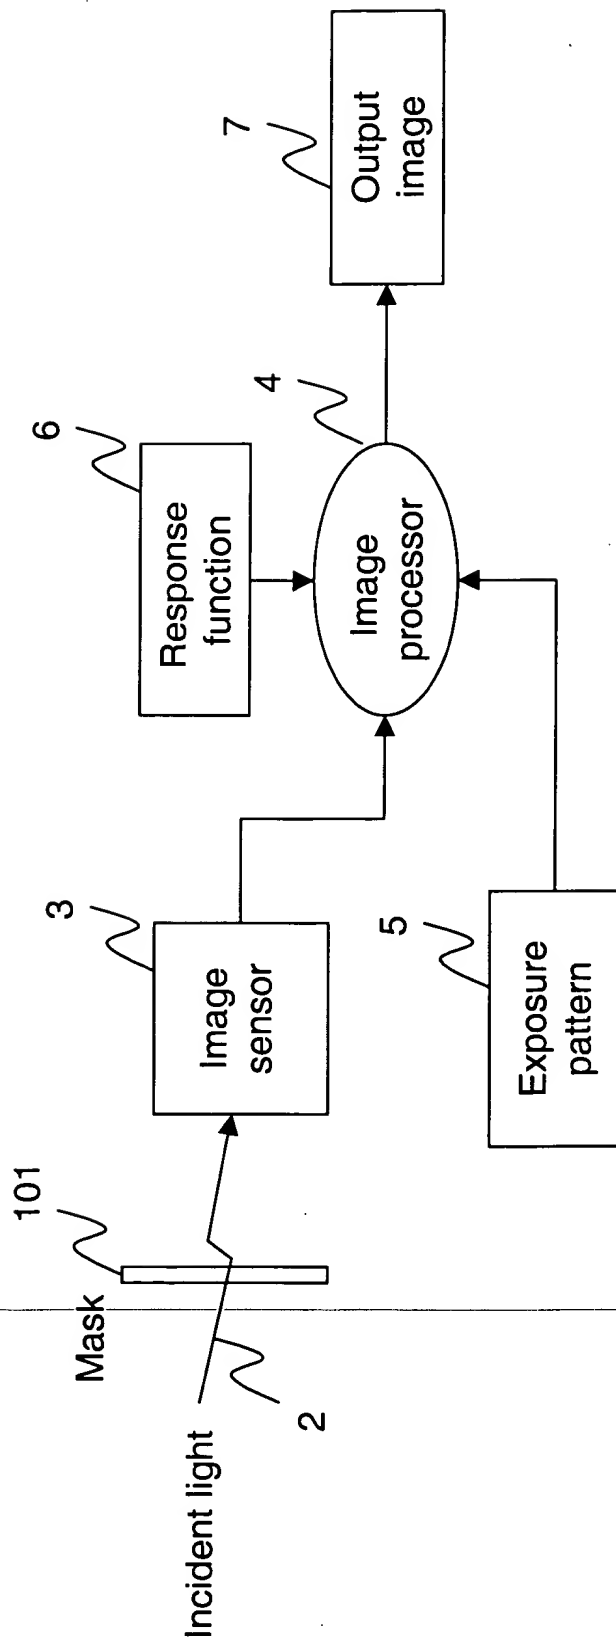 Incident light
2
Mask
101
Image
sensor
3
Exposure
pattern
5
Response
function
6
Image
processor
4
Output
image
7